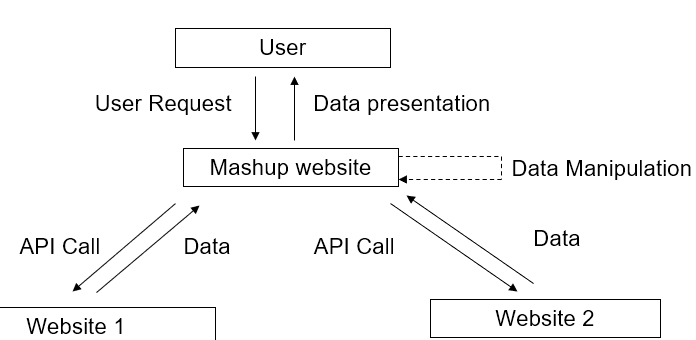 User
User Request
Data presentation
Mashup website
Data Manipulation
API Call
Data
API Call
Data
Website 1
Website 2